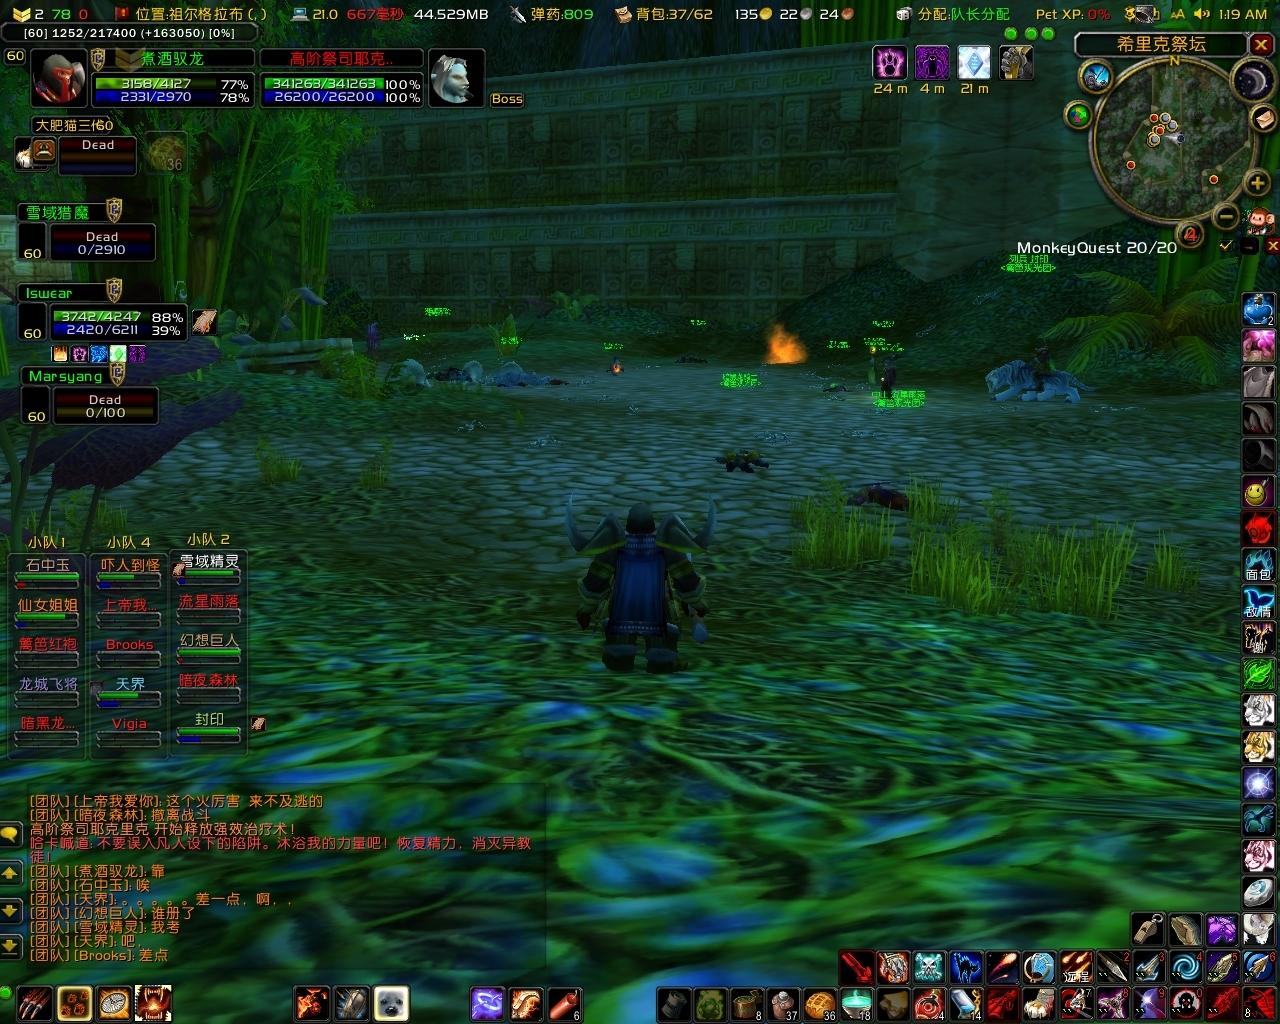 2 78 0 位置:祖尔格拉布 (,) 21.0 667毫秒 44.529MB 弹药:809 背包:37/62 135 22 24 分配:队长分配 Pet XP: 0% 1:19 AM
[60] 1252/217400 (+163050) [0%]
希里克祭坛
N
60
煮酒驭龙
高阶祭司耶克..
3158/4127 77%
341263/341263 100%
2331/2970 78%
26200/26200 100%
Boss
24 m 4 m 21 m
大肥猫三代 60
Dead
36
雪域猎魔
Dead
60 0/2910
MonkeyQuest 20/20
Iswear
3742/4247 88%
60 2420/6211 39%
Marsyang
Dead
60 0/100
小队 1 小队 4 小队 2
石中玉 吓人到怪 雪域精灵
仙女姐姐 上帝我... 流星雨落
篝笆红袍 Brooks 幻想巨人
龙城飞将 天界 暗夜森林
暗黑龙... Vigia 封印
面包
敌情
[团队] [上帝我爱你]: 这个火厉害 来不及逃的
[团队] [暗夜森林]: 撤离战斗
高阶祭司耶克里克 开始释放强效治疗术!
哈卡喊道: 不要误入凡人设下的陷阱。沐浴我的力量吧! 恢复精力, 消灭异教
徒!
[团队] [煮酒驭龙]: 靠
[团队] [石中玉]: 唉
[团队] [天界]: 。。。。。差一点, 啊, ,
[团队] [幻想巨人]: 谁册了
[团队] [雪域精灵]: 我考
[团队] [天界]: 吧,
[团队] [Brooks]: 差点
远程
6 8 37 36 18 4 14